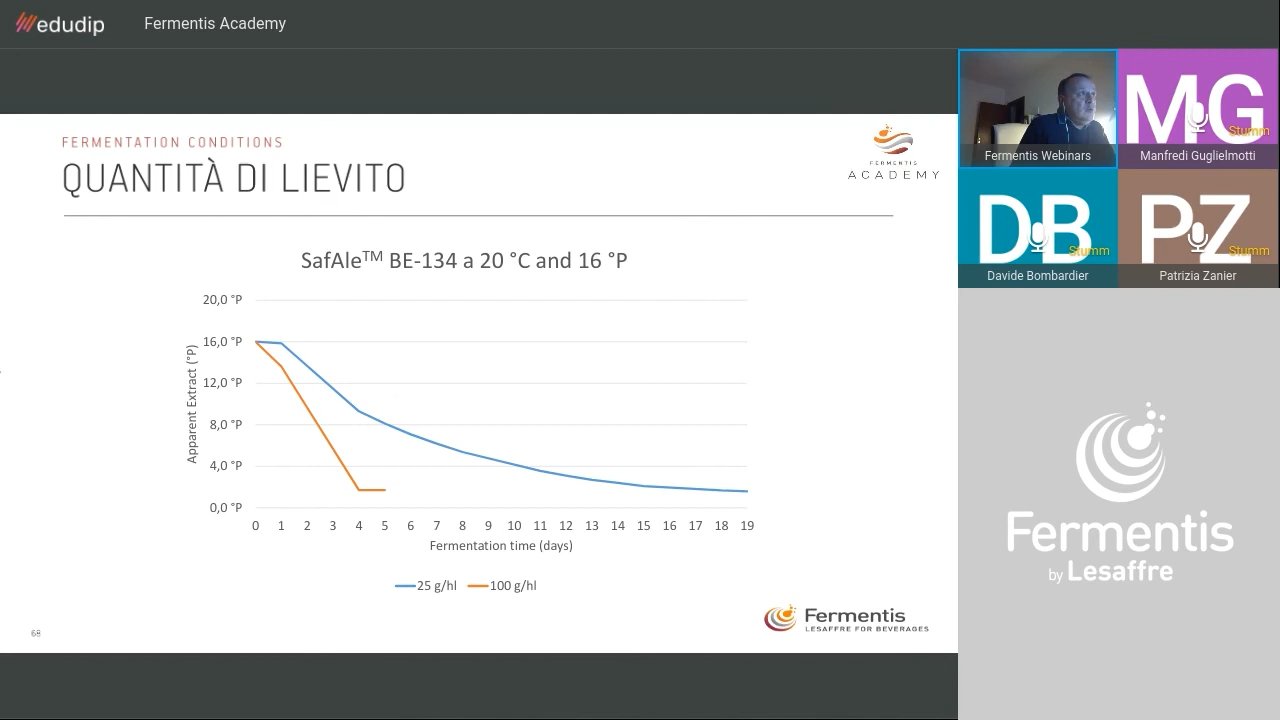 edudip
Fermentis Academy
FERMENTATION CONDITIONS
QUANTITÀ DI LIEVITO
FERMENTIS
ACADEMY
SafAle™ BE-134 a 20 °C and 16 °P
Apparent Extract (°P)
20,0 °P
16,0 °P
12,0 °P
8,0 °P
4,0 °P
0,0 °P
0 1 2 3 4 5 6 7 8 9 10 11 12 13 14 15 16 17 18 19
Fermentation time (days)
25 g/hl 100 g/hl
68
Fermentis
LESAFFRE FOR BEVERAGES
Fermentis Webinars
MG
Stumm
Manfredi Guglielmotti
DB
Stumm
Davide Bombardier
PZ
Stumm
Patrizia Zanier
Fermentis
by Lesaffre